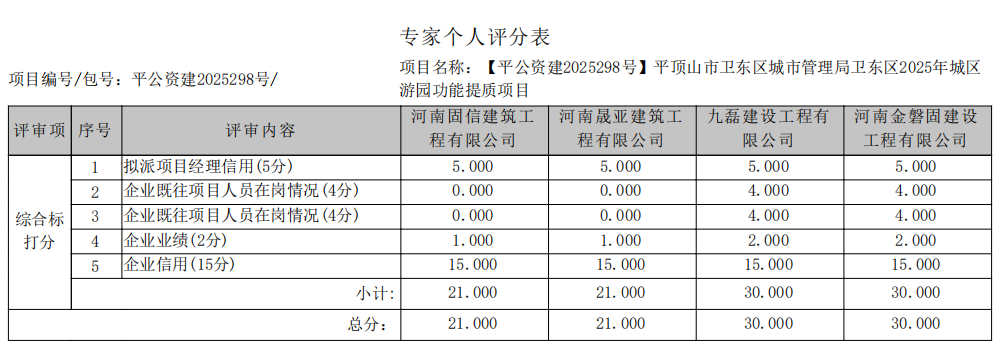 专家个人评分表
项目编号/包号：平公资建2025298号/
项目名称：【平公资建2025298号】平顶山市卫东区城市管理局卫东区2025年城区
游园功能提质项目
评审项 序号 评审内容 河南固信建筑工程有限公司 河南晟亚建筑工程有限公司 九磊建设工程有限公司 河南金磐固建设工程有限公司
综合标打分
1 拟派项目经理信用(5分) 5.000 5.000 5.000 5.000
2 企业既往项目人员在岗情况(4分) 0.000 0.000 4.000 4.000
3 企业既往项目人员在岗情况(4分) 0.000 0.000 4.000 4.000
4 企业业绩(2分) 1.000 1.000 2.000 2.000
5 企业信用(15分) 15.000 15.000 15.000 15.000
小计: 21.000 21.000 30.000 30.000
总分: 21.000 21.000 30.000 30.000